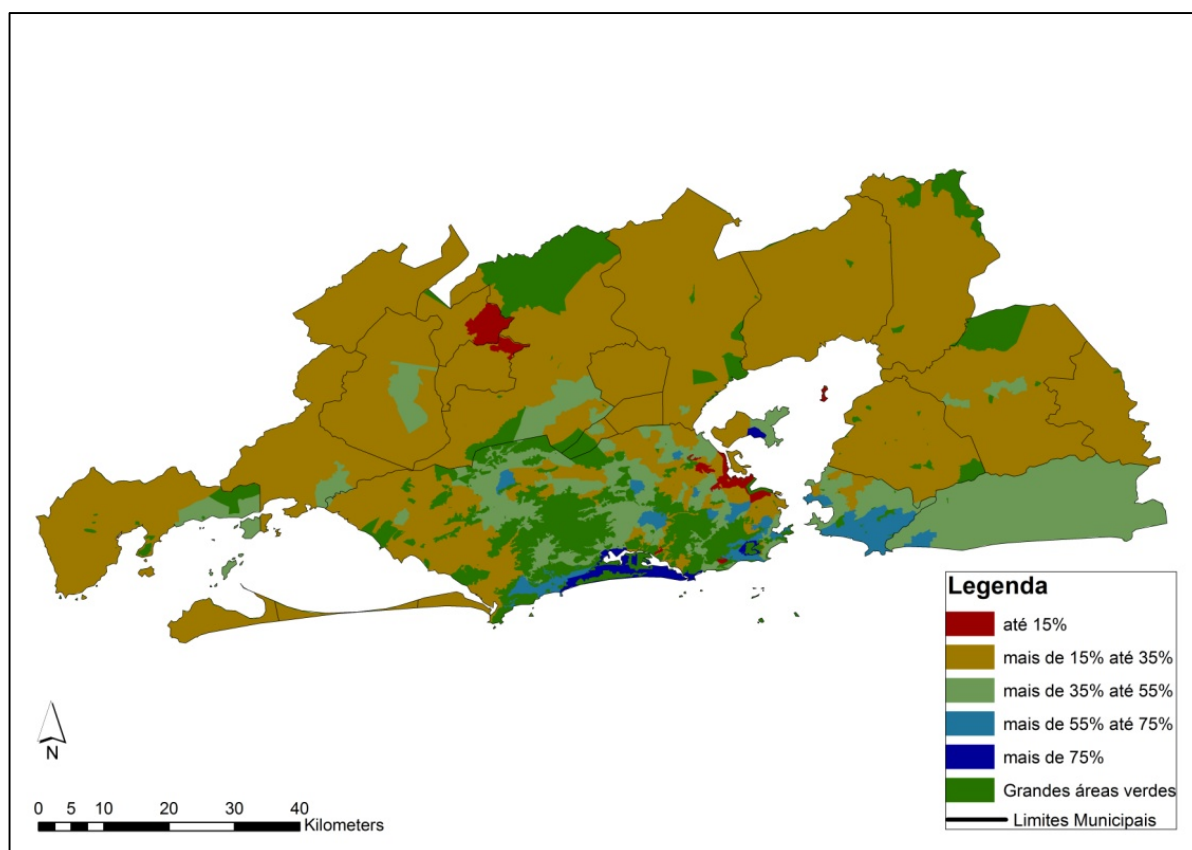 Legenda
até 15%
mais de 15% até 35%
mais de 35% até 55%
mais de 55% até 75%
mais de 75%
Grandes áreas verdes
Limites Municipais
N
0 5 10 20 30 40
Kilometers